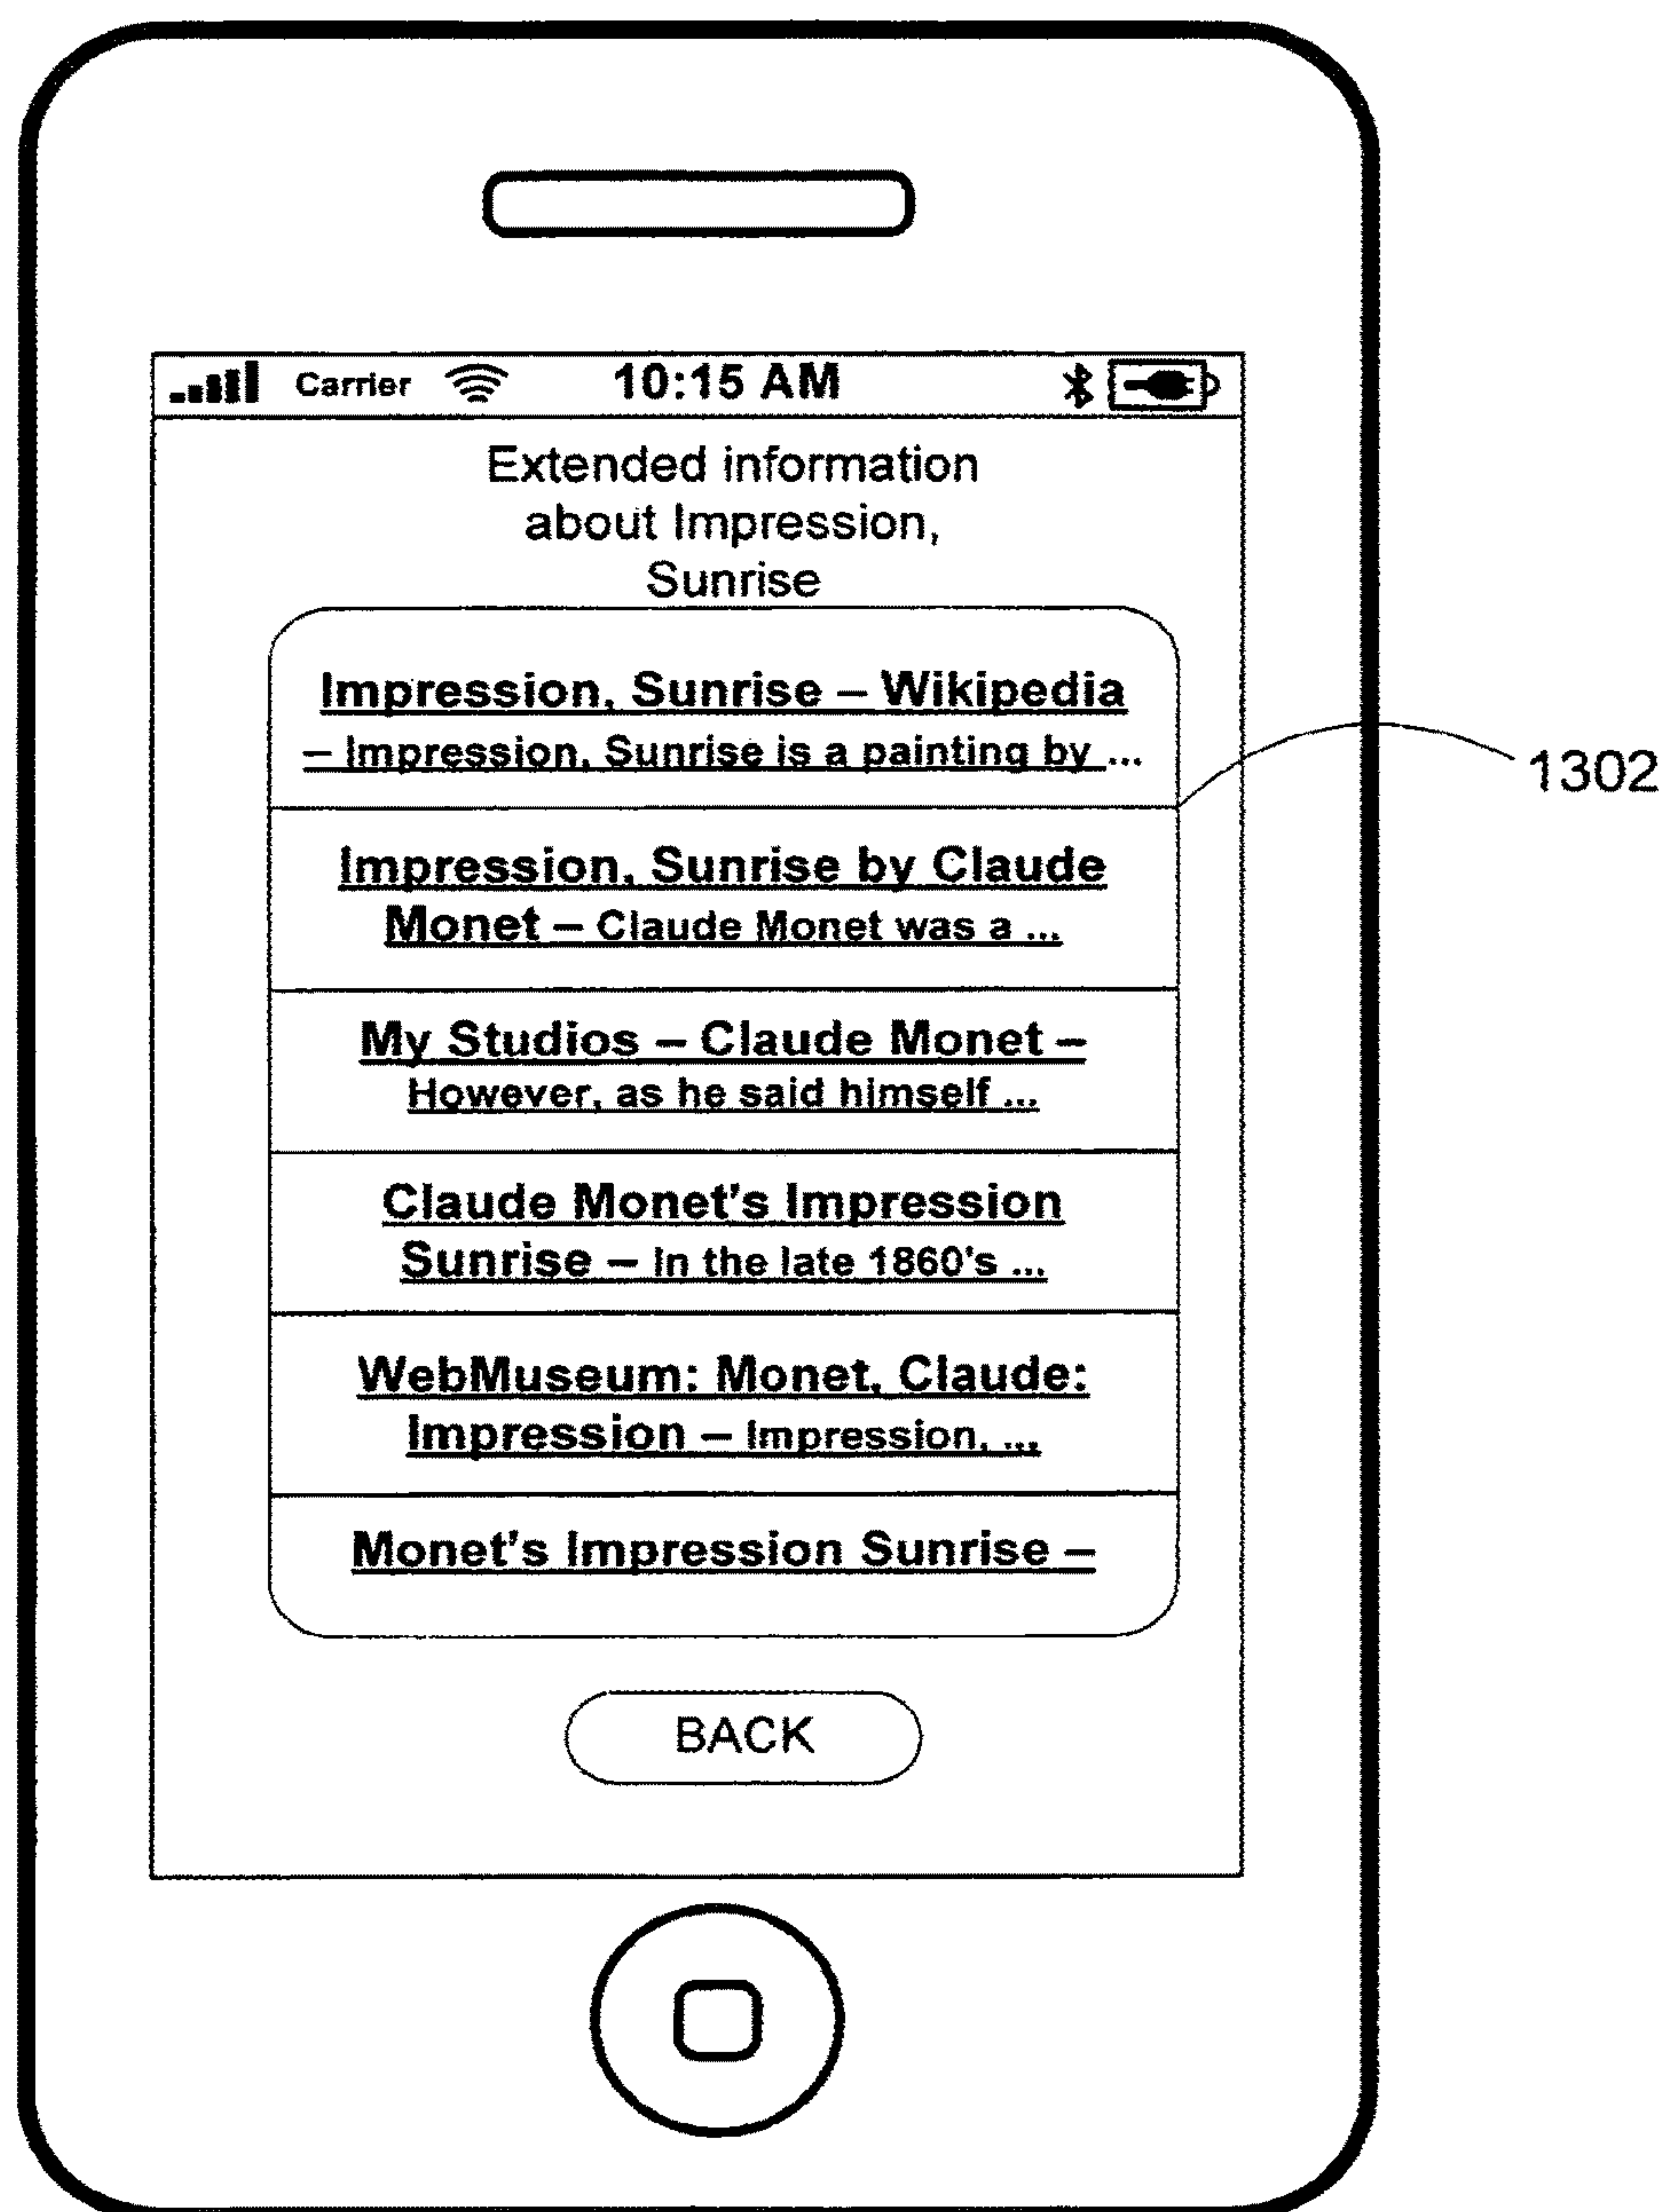 Carrier 10:15 AM
Extended information
about Impression,
Sunrise
Impression, Sunrise – Wikipedia
– Impression, Sunrise is a painting by ...
1302
Impression, Sunrise by Claude
Monet – Claude Monet was a ...
My Studios – Claude Monet –
However, as he said himself ...
Claude Monet's Impression
Sunrise – In the late 1860's ...
WebMuseum: Monet, Claude:
Impression – Impression, ...
Monet's Impression Sunrise –
BACK